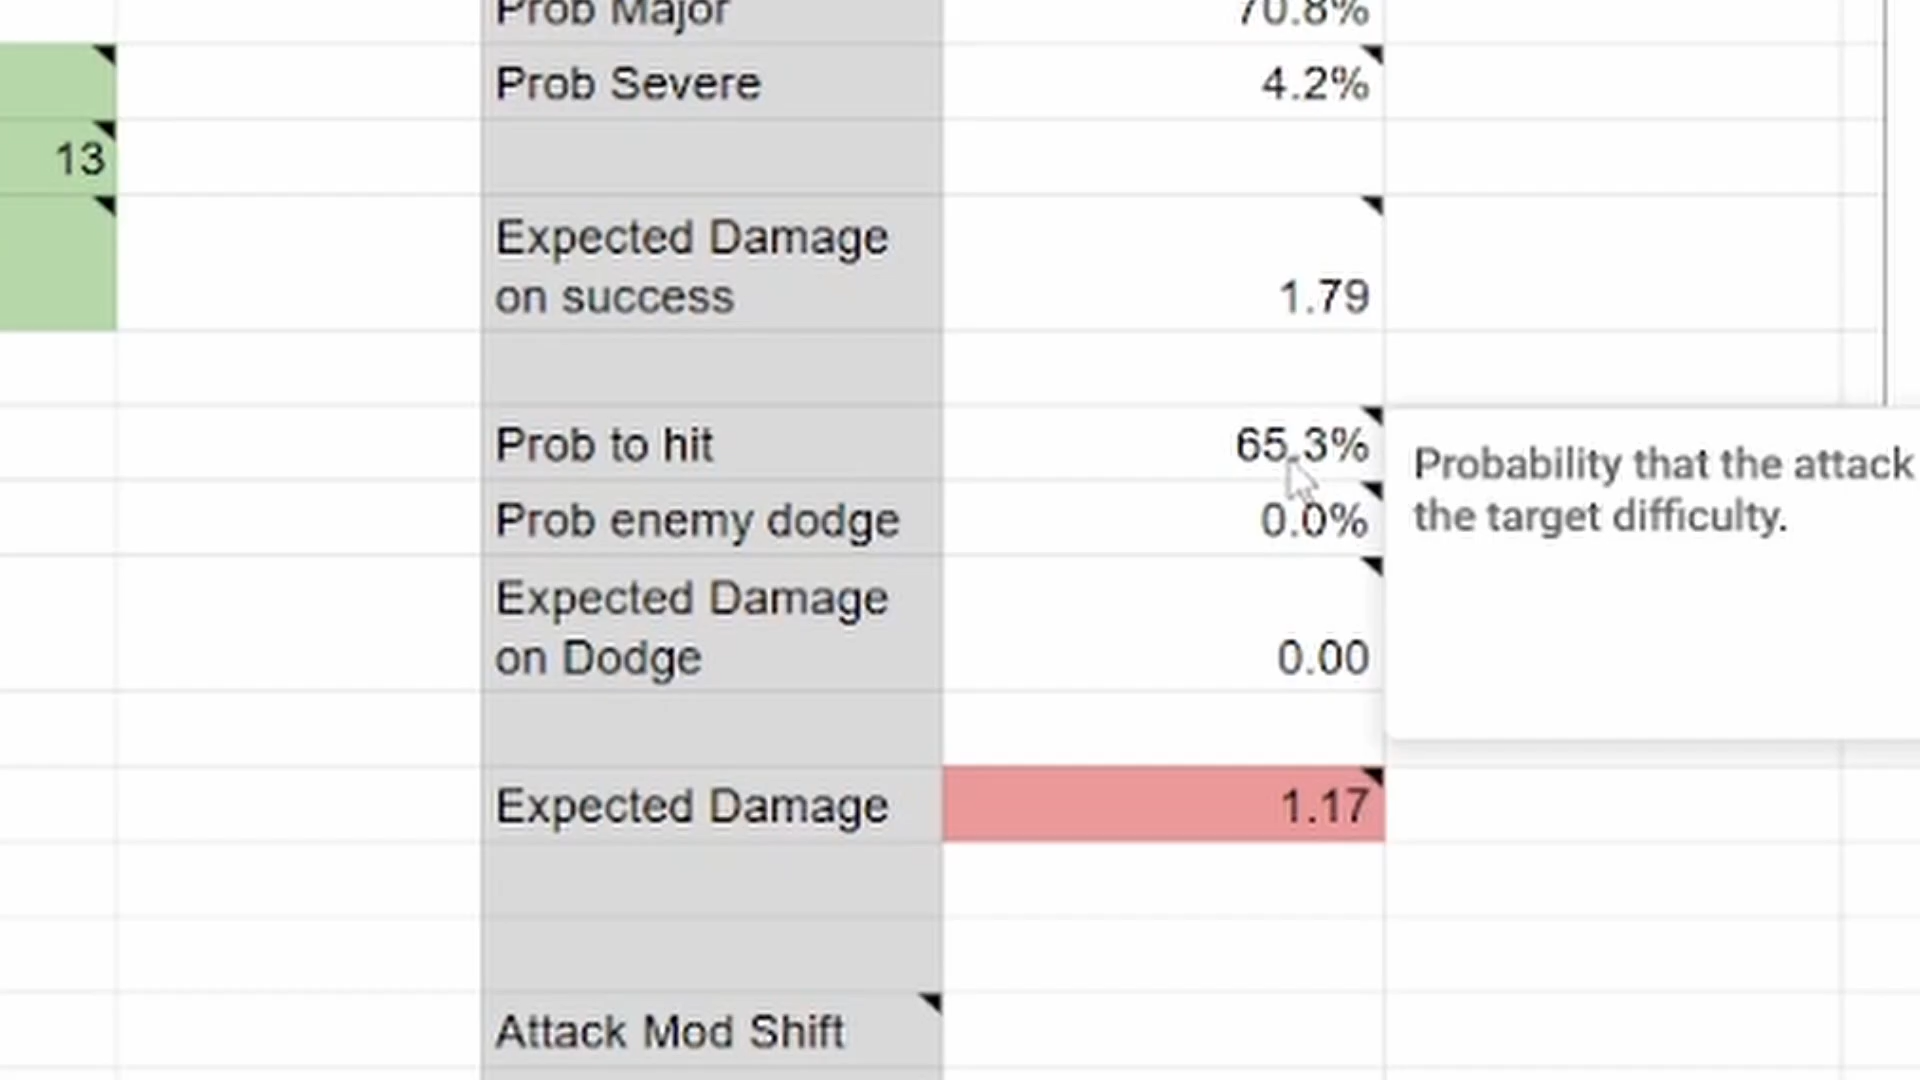 Prob Major 70.8%
Prob Severe 4.2%
13
Expected Damage
on success 1.79
Prob to hit 65.3%
Probability that the attack
the target difficulty.
Prob enemy dodge 0.0%
Expected Damage
on Dodge 0.00
Expected Damage 1.17
Attack Mod Shift